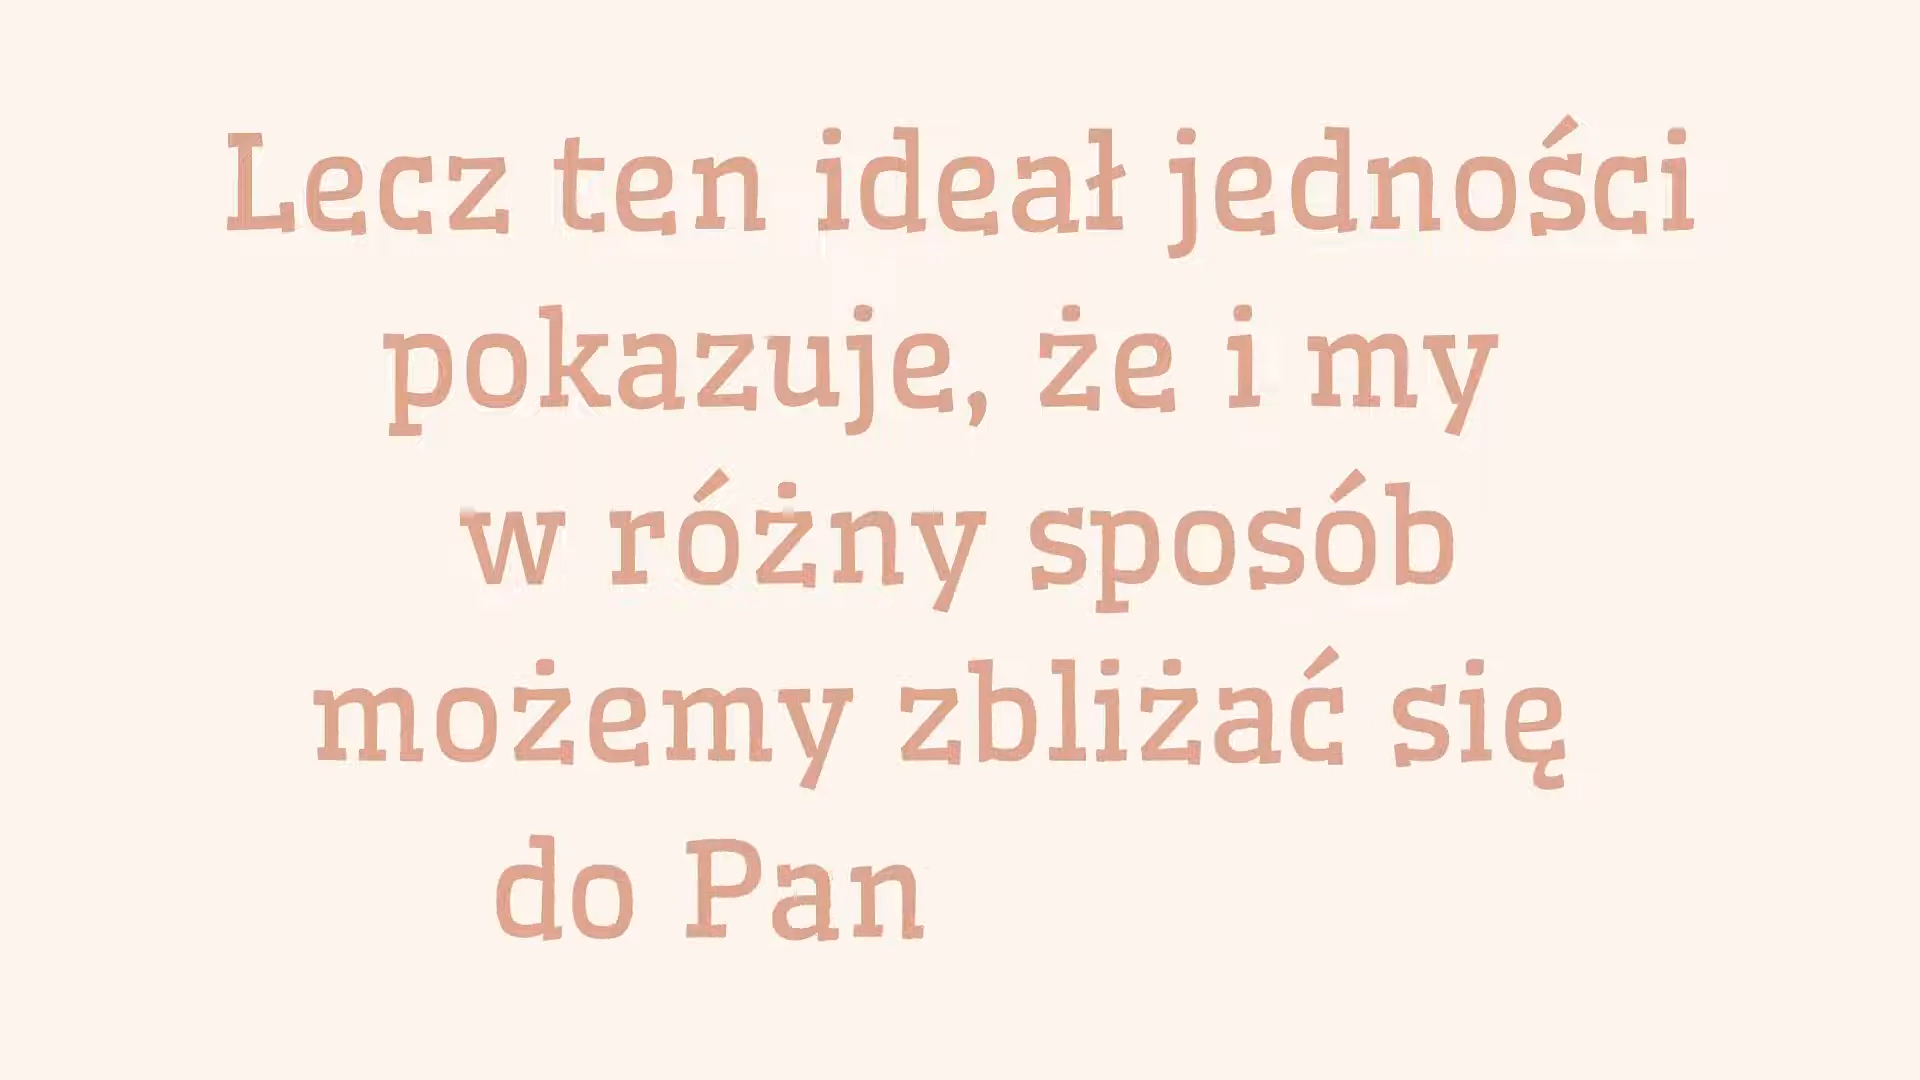 Lecz ten ideał jedności
pokazuje, że i my
w różny sposób
możemy zbliżać się
do Pan